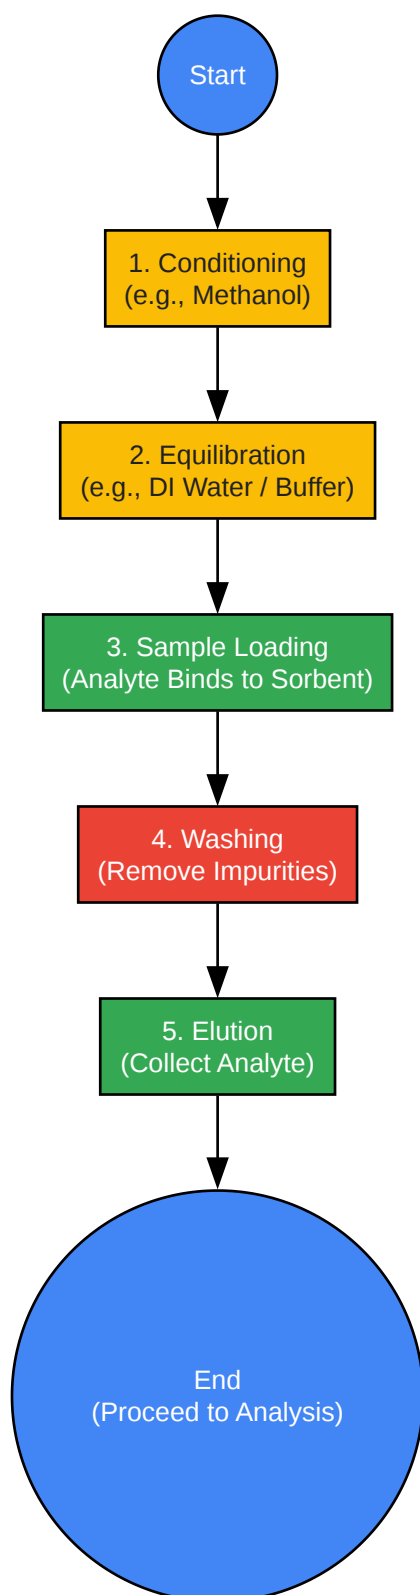 Start
1. Conditioning
(e.g., Methanol)
2. Equilibration
(e.g., DI Water / Buffer)
3. Sample Loading
(Analyte Binds to Sorbent)
4. Washing
(Remove Impurities)
5. Elution
(Collect Analyte)
End
(Proceed to Analysis)